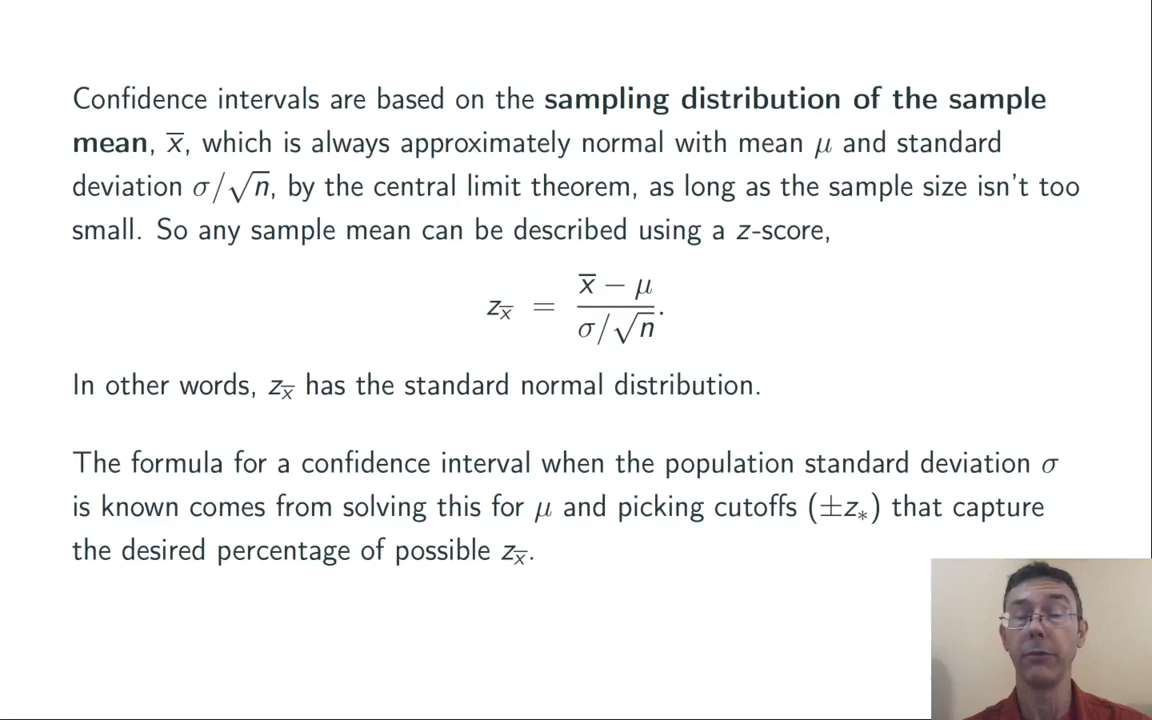 Confidence intervals are based on the sampling distribution of the sample
mean, x̅, which is always approximately normal with mean μ and standard
deviation σ/√n, by the central limit theorem, as long as the sample size isn't too
small. So any sample mean can be described using a z-score,
z_x̅ = (x̅ − μ)/(σ/√n).
In other words, z_x̅ has the standard normal distribution.
The formula for a confidence interval when the population standard deviation σ
is known comes from solving this for μ and picking cutoffs (±z_*) that capture
the desired percentage of possible z_x̅.